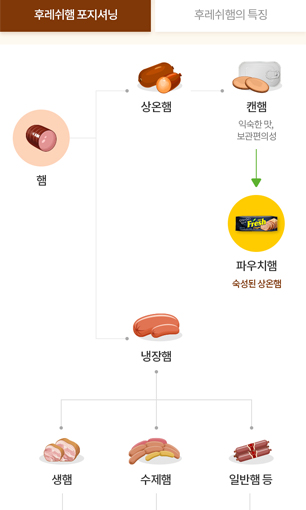 후레쉬햄 포지셔닝
후레쉬햄의 특징
상온햄
캔햄
익숙한 맛,
보관편의성
햄
Fresh
파우치햄
숙성된 상온햄
냉장햄
생햄
수제햄
일반햄 등